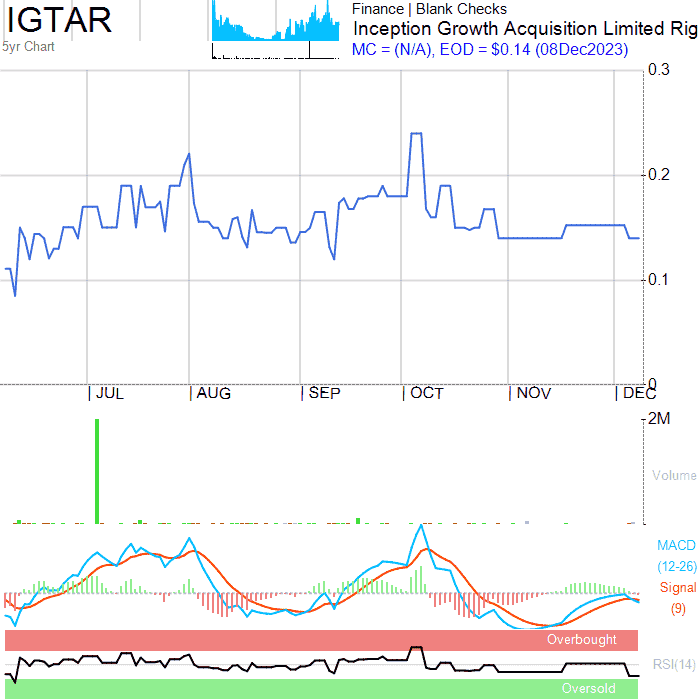 IGTAR
5yr Chart
Finance | Blank Checks
Inception Growth Acquisition Limited Rig
MC = (N/A), EOD = $0.14 (08Dec2023)
0.3
0.2
0.1
0
JUL AUG SEP OCT NOV DEC
2M
Volume
MACD
(12-26)
Signal
(9)
Overbought
RSI(14)
Oversold